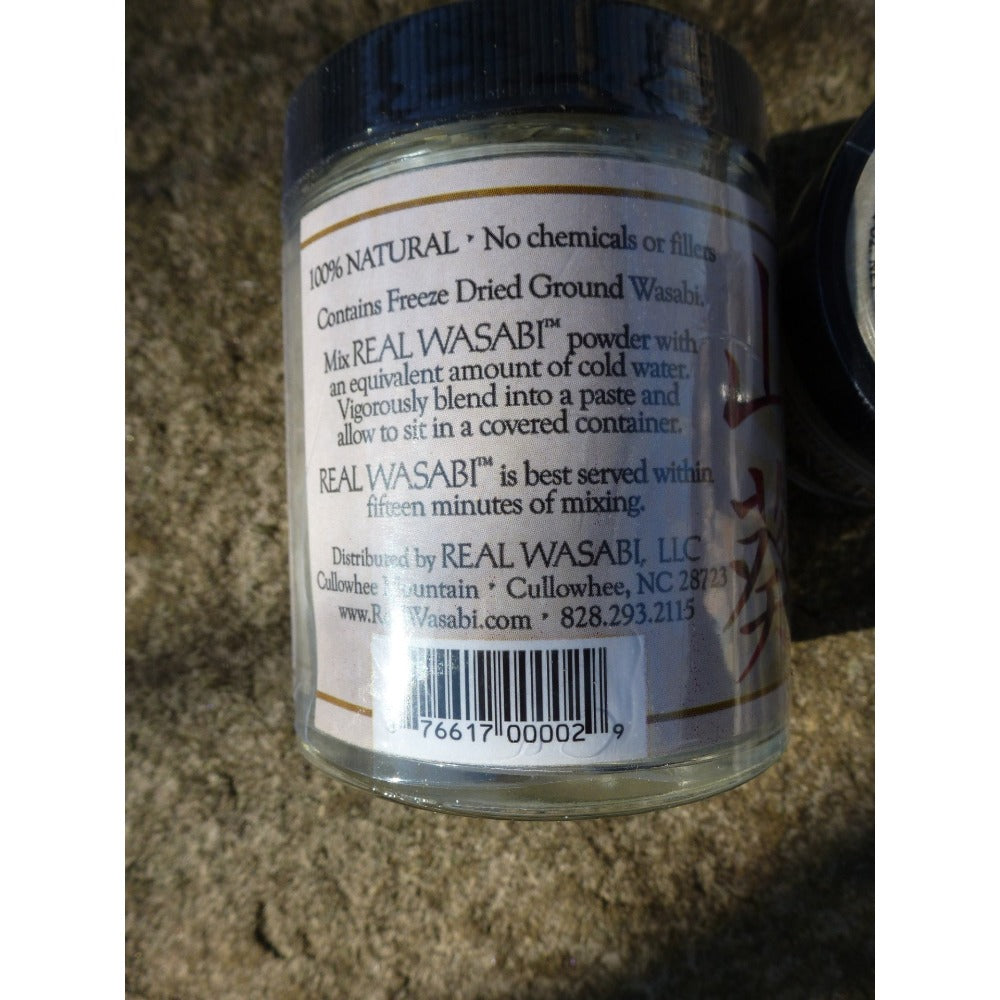 100% NATURAL · No chemicals or fillers
Contains Freeze Dried Ground Wasabi.
Mix REAL WASABI™ powder with
an equivalent amount of cold water.
Vigorously blend into a paste and
allow to sit in a covered container.
REAL WASABI™ is best served within
fifteen minutes of mixing.
Distributed by REAL WASABI, LLC
Cullowhee Mountain · Cullowhee, NC 28723
www.RealWasabi.com · 828.293.2115
76617 00002 9